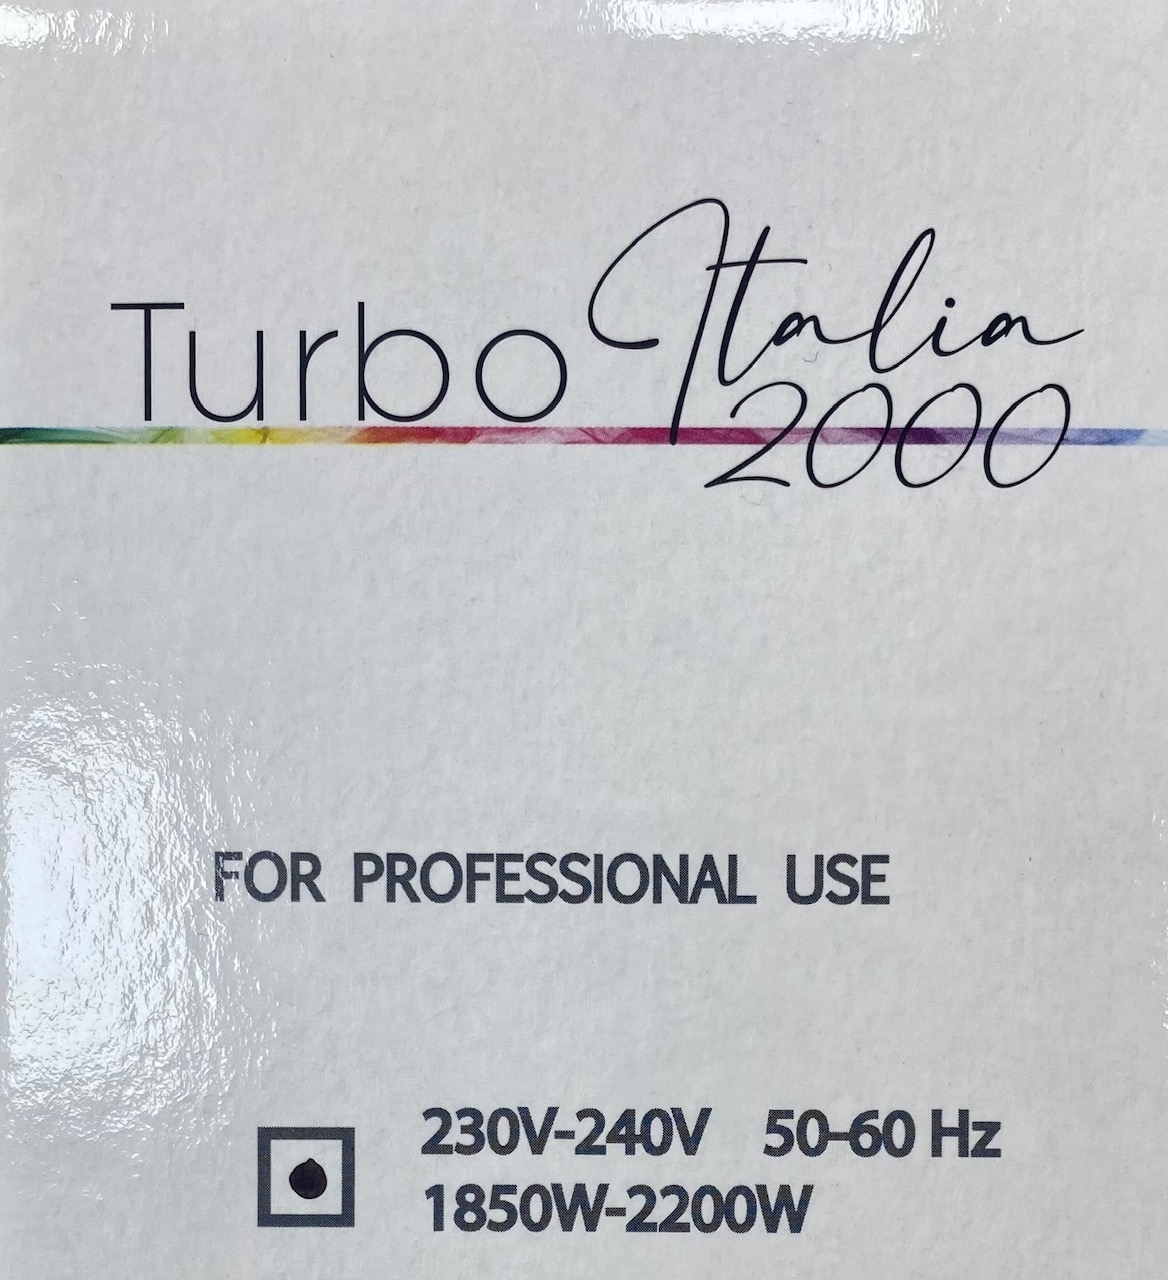 Turbo Italia
2000
FOR PROFESSIONAL USE
230V-240V 50-60 Hz
1850W-2200W